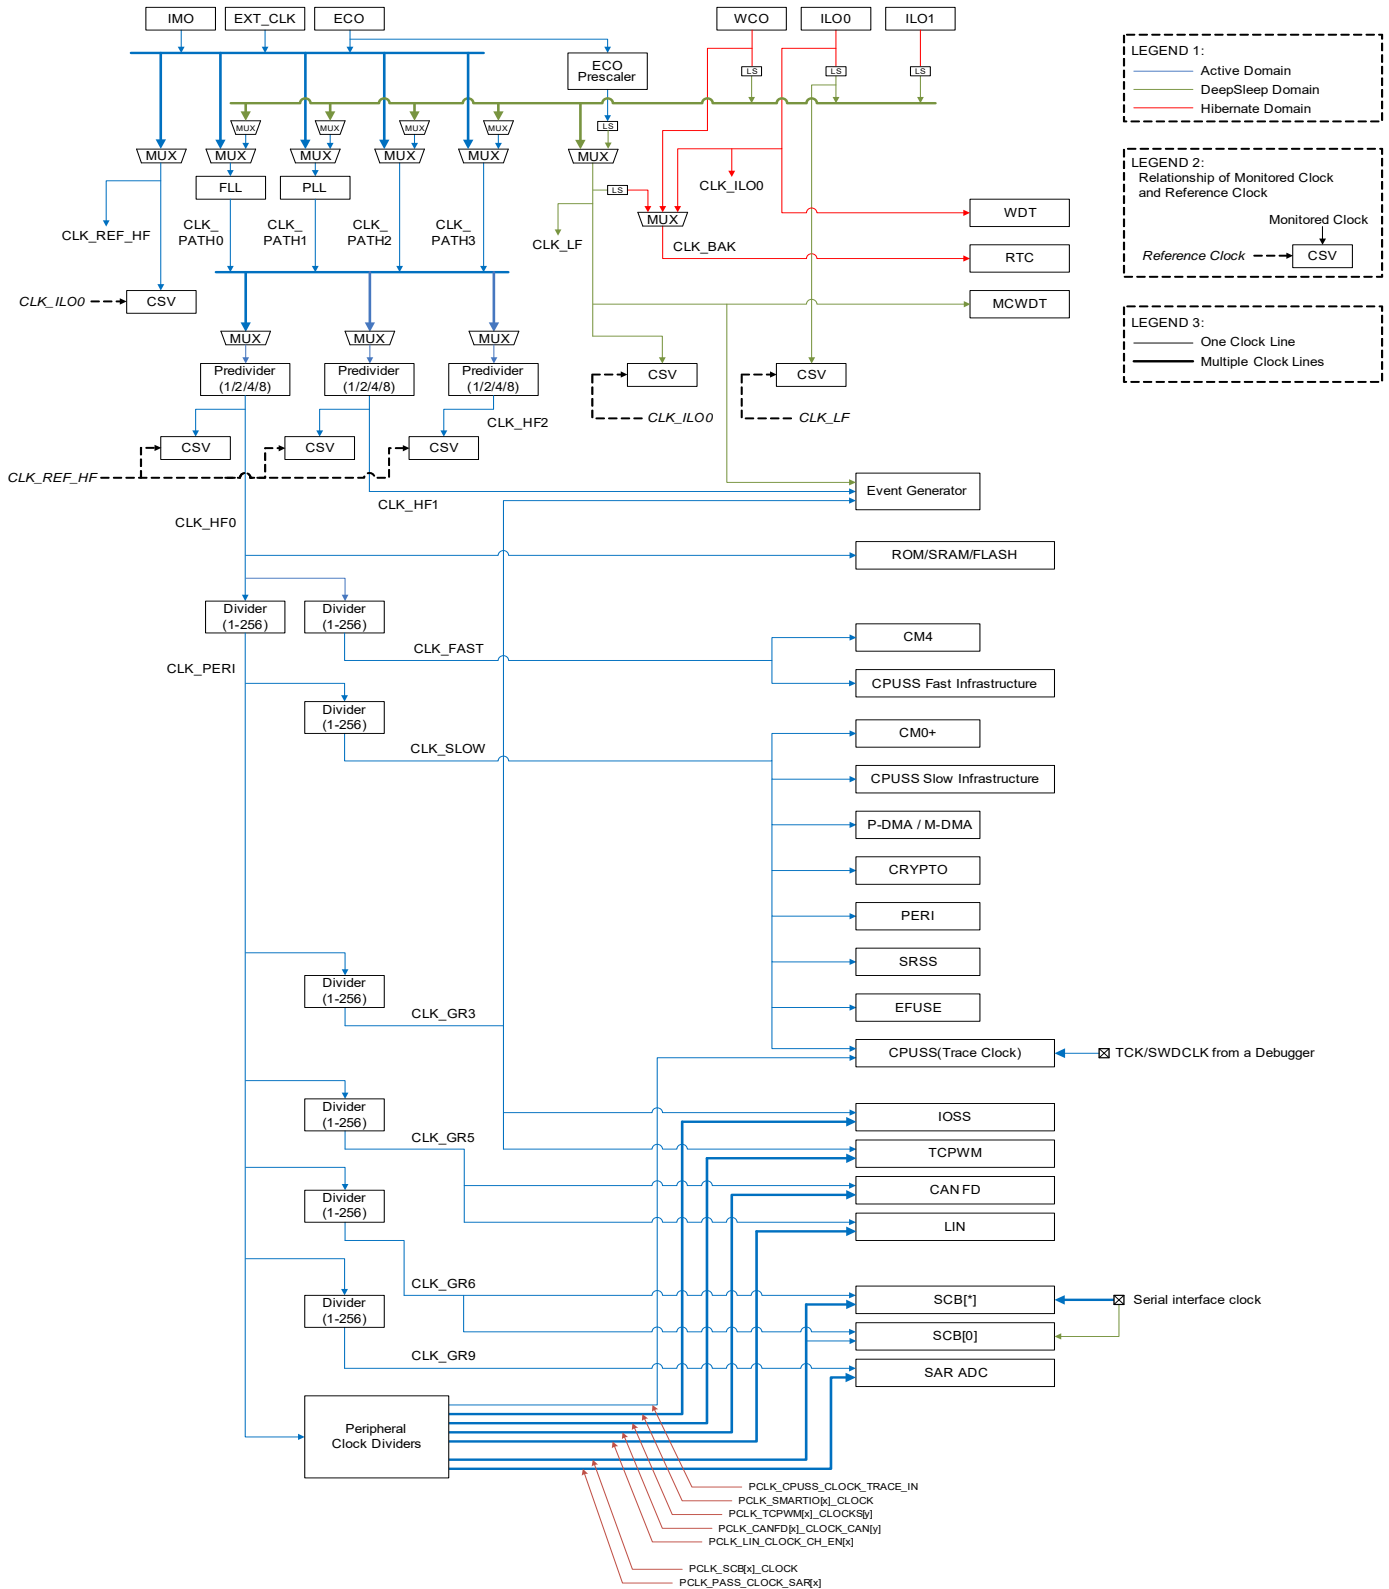 IMO
EXT_CLK
ECO
WCO
ILO0
ILO1
LEGEND 1:
Active Domain
DeepSleep Domain
Hibernate Domain
ECO
Prescaler
LS
LS
LS
MUX
MUX
MUX
MUX
LS
MUX
MUX
MUX
MUX
MUX
MUX
LEGEND 2:
Relationship of Monitored Clock
and Reference Clock
Monitored Clock
Reference Clock
CSV
FLL
PLL
LS
CLK_ILO0
MUX
WDT
CLK_REF_HF
CLK_
PATH0
CLK_
PATH1
CLK_
PATH2
CLK_
PATH3
CLK_LF
CLK_BAK
RTC
CLK_ILO0
CSV
MCWDT
LEGEND 3:
One Clock Line
Multiple Clock Lines
MUX
MUX
MUX
Predivider
(1/2/4/8)
Predivider
(1/2/4/8)
Predivider
(1/2/4/8)
CSV
CSV
CLK_ILO0
CLK_LF
CLK_HF2
CSV
CSV
CSV
CLK_REF_HF
CLK_HF1
Event Generator
CLK_HF0
ROM/SRAM/FLASH
Divider
(1-256)
Divider
(1-256)
CLK_FAST
CM4
CLK_PERI
CPUSS Fast Infrastructure
Divider
(1-256)
CLK_SLOW
CM0+
CPUSS Slow Infrastructure
P-DMA / M-DMA
CRYPTO
PERI
SRSS
Divider
(1-256)
CLK_GR3
EFUSE
CPUSS(Trace Clock)
TCK/SWDCLK from a Debugger
Divider
(1-256)
CLK_GR5
IOSS
TCPWM
CAN FD
Divider
(1-256)
LIN
CLK_GR6
SCB[*]
Serial interface clock
Divider
(1-256)
SCB[0]
CLK_GR9
SAR ADC
Peripheral
Clock Dividers
PCLK_CPUSS_CLOCK_TRACE_IN
PCLK_SMARTIO[x]_CLOCK
PCLK_TCPWM[x]_CLOCKS[y]
PCLK_CANFD[x]_CLOCK_CAN[y]
PCLK_LIN_CLOCK_CH_EN[x]
PCLK_SCB[x]_CLOCK
PCLK_PASS_CLOCK_SAR[x]